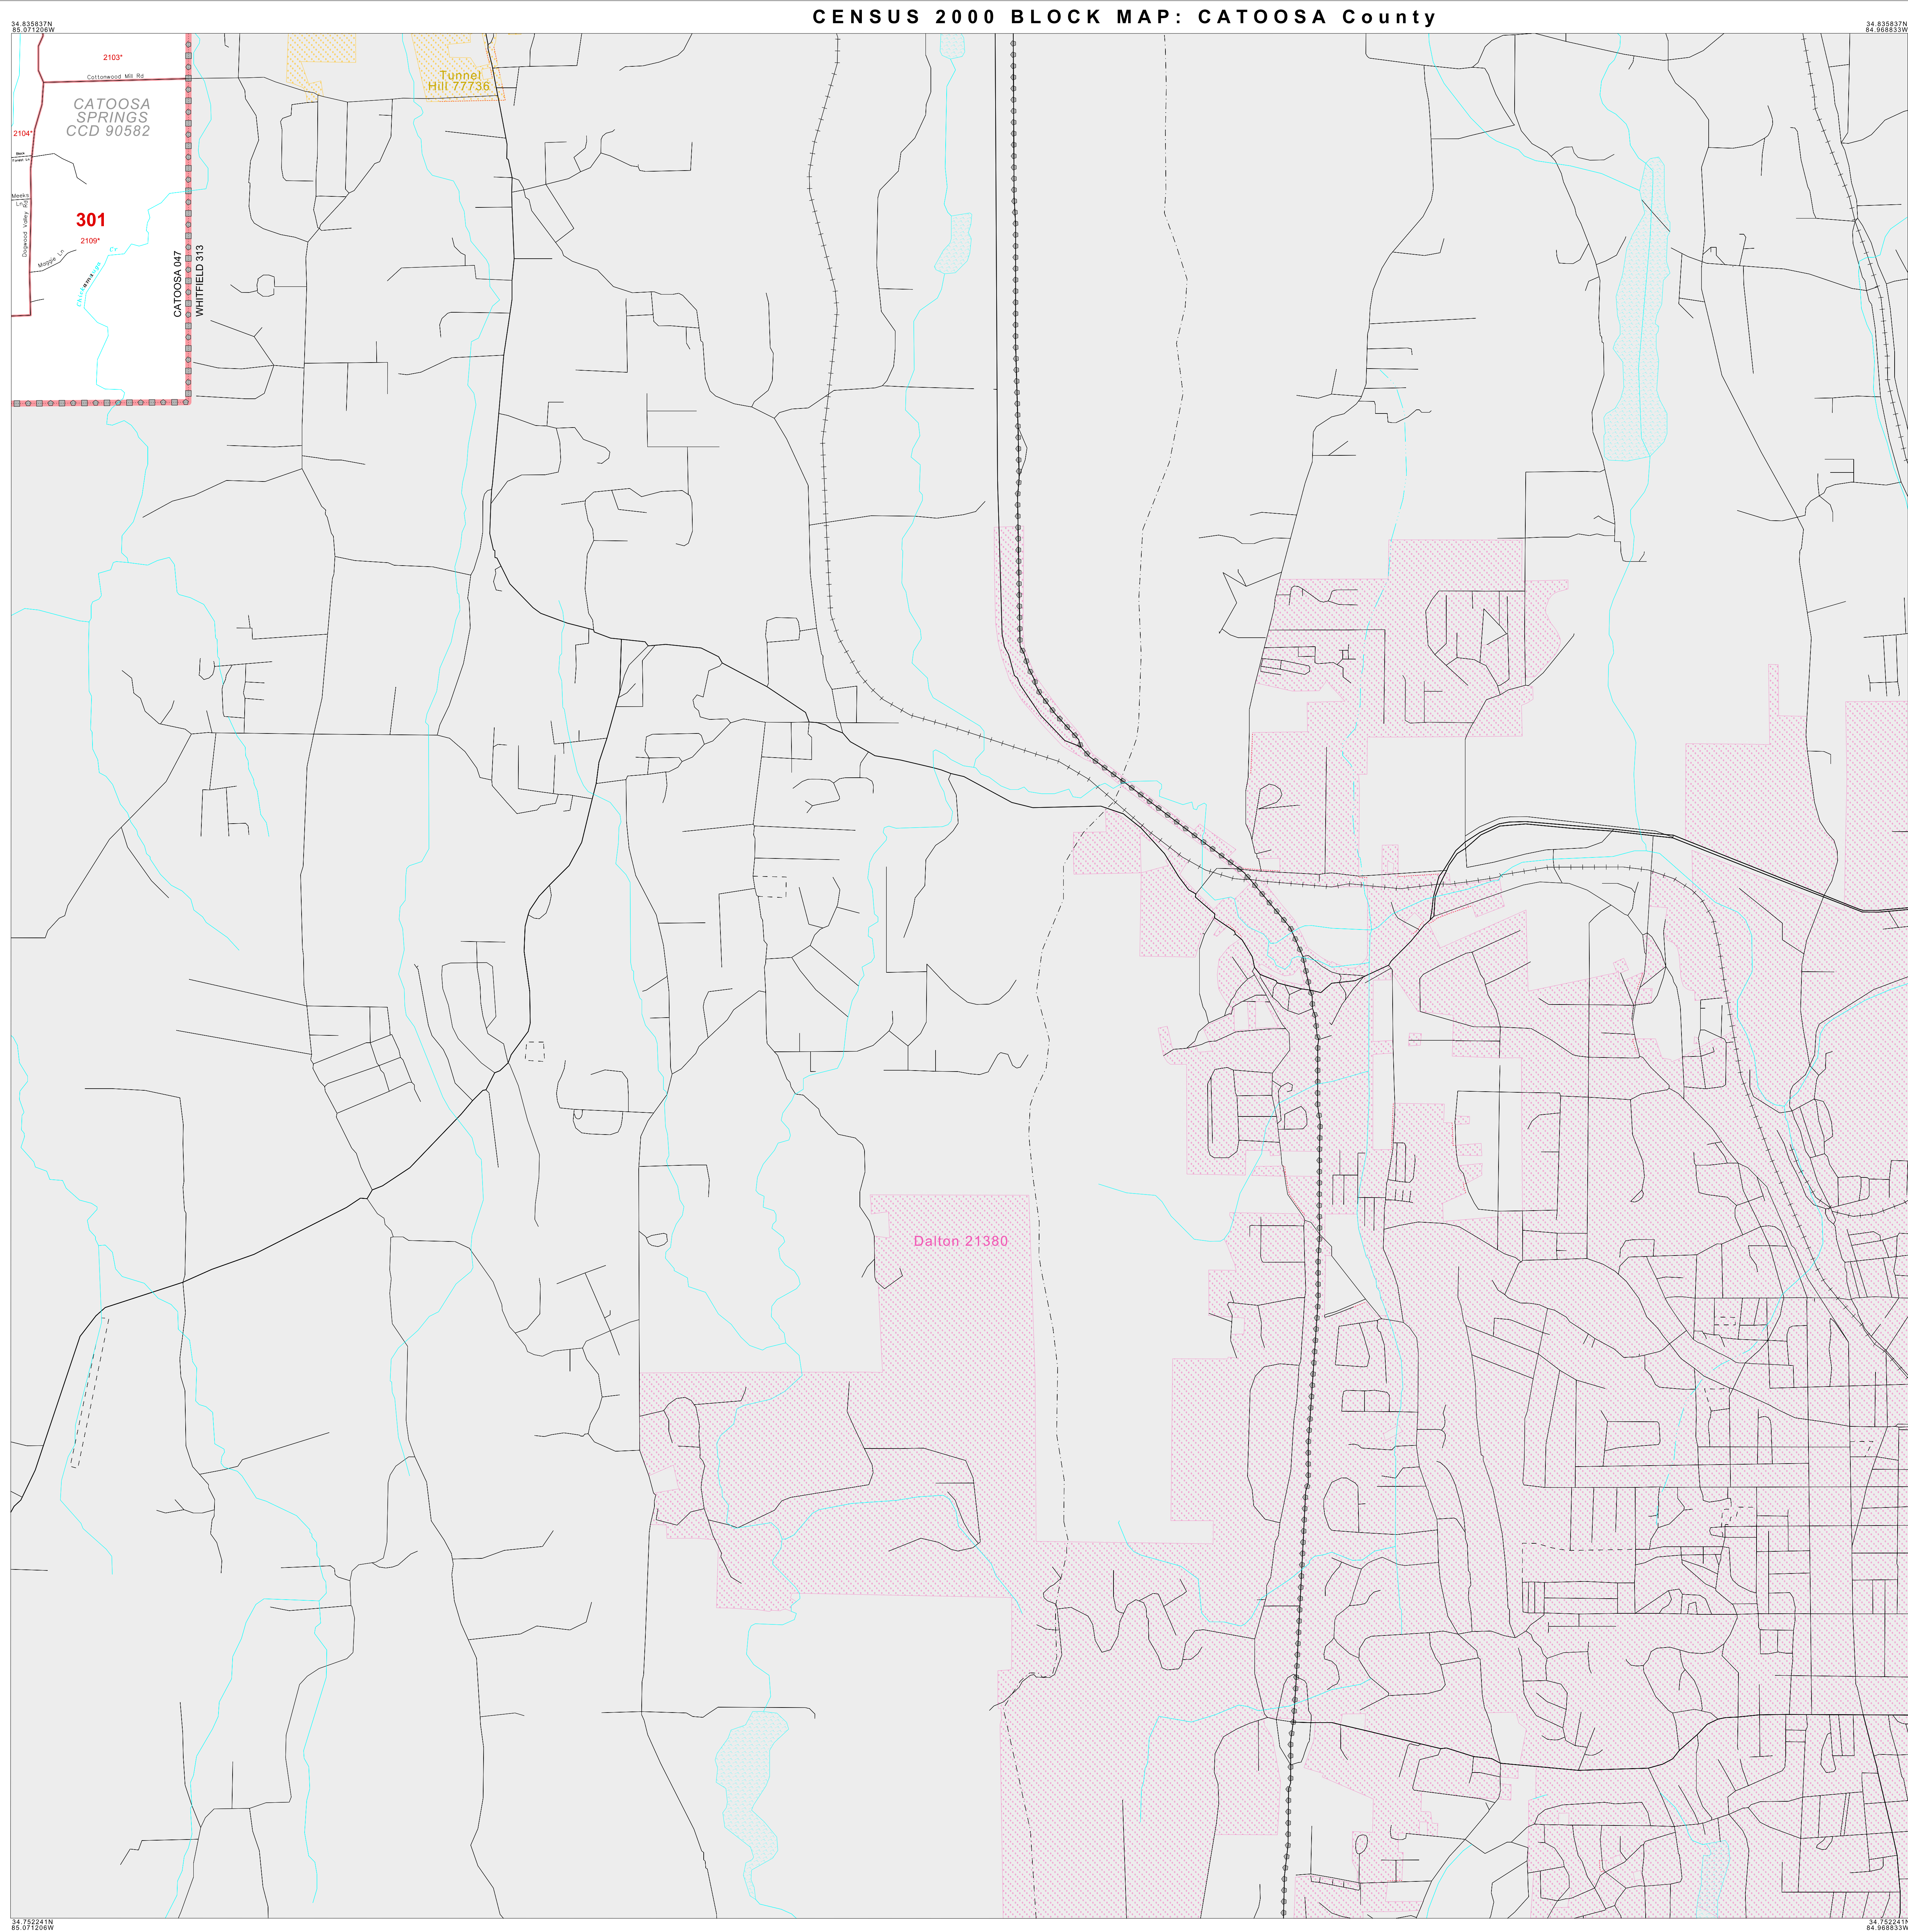 CENSUS 2000 BLOCK MAP: CATOOSA County
34.835837N
85.071206W
34.835837N
84.968833W
2103*
Cottonwood Mill Rd
Tunnel
Hill 77736
CATOOSA
SPRINGS
CCD 90582
2104*
Meeks
Ln
Dogwood Valley Rd
301
2109*
Maggie Ln
CATOOSA 047
WHITFIELD 313
Dalton 21380
34.752241N
85.071206W
34.752241N
84.968833W